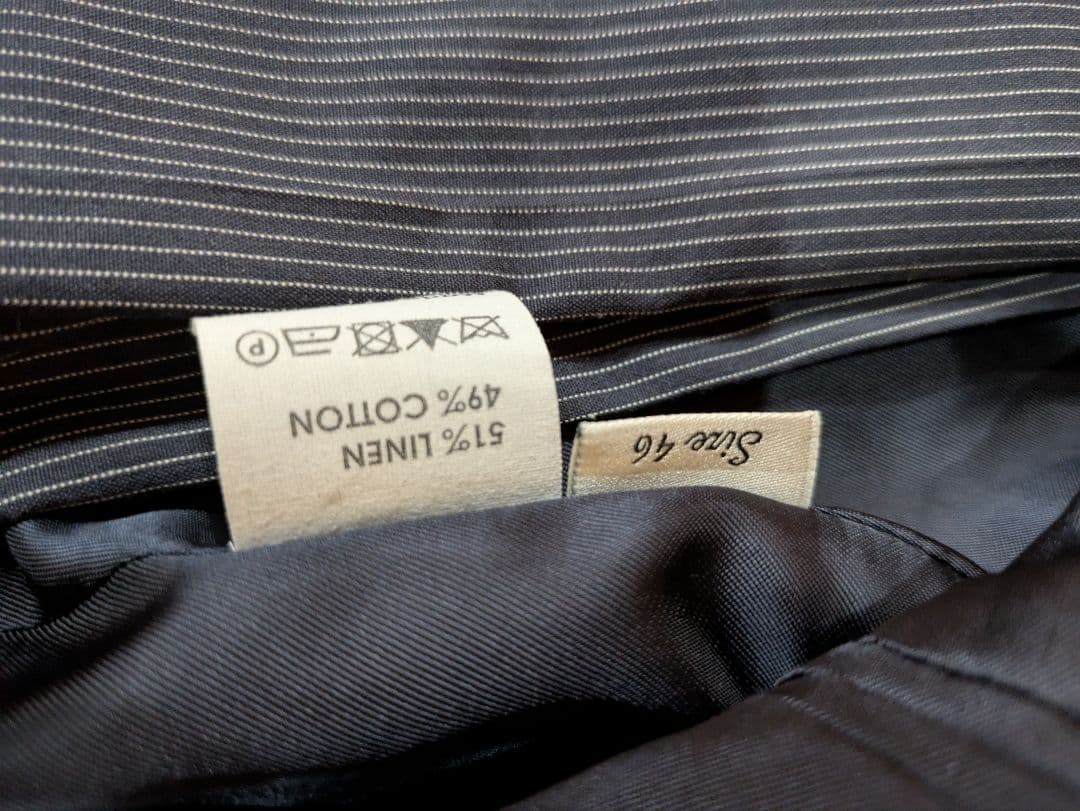 51% LINEN
49% COTTON
P
Size 46